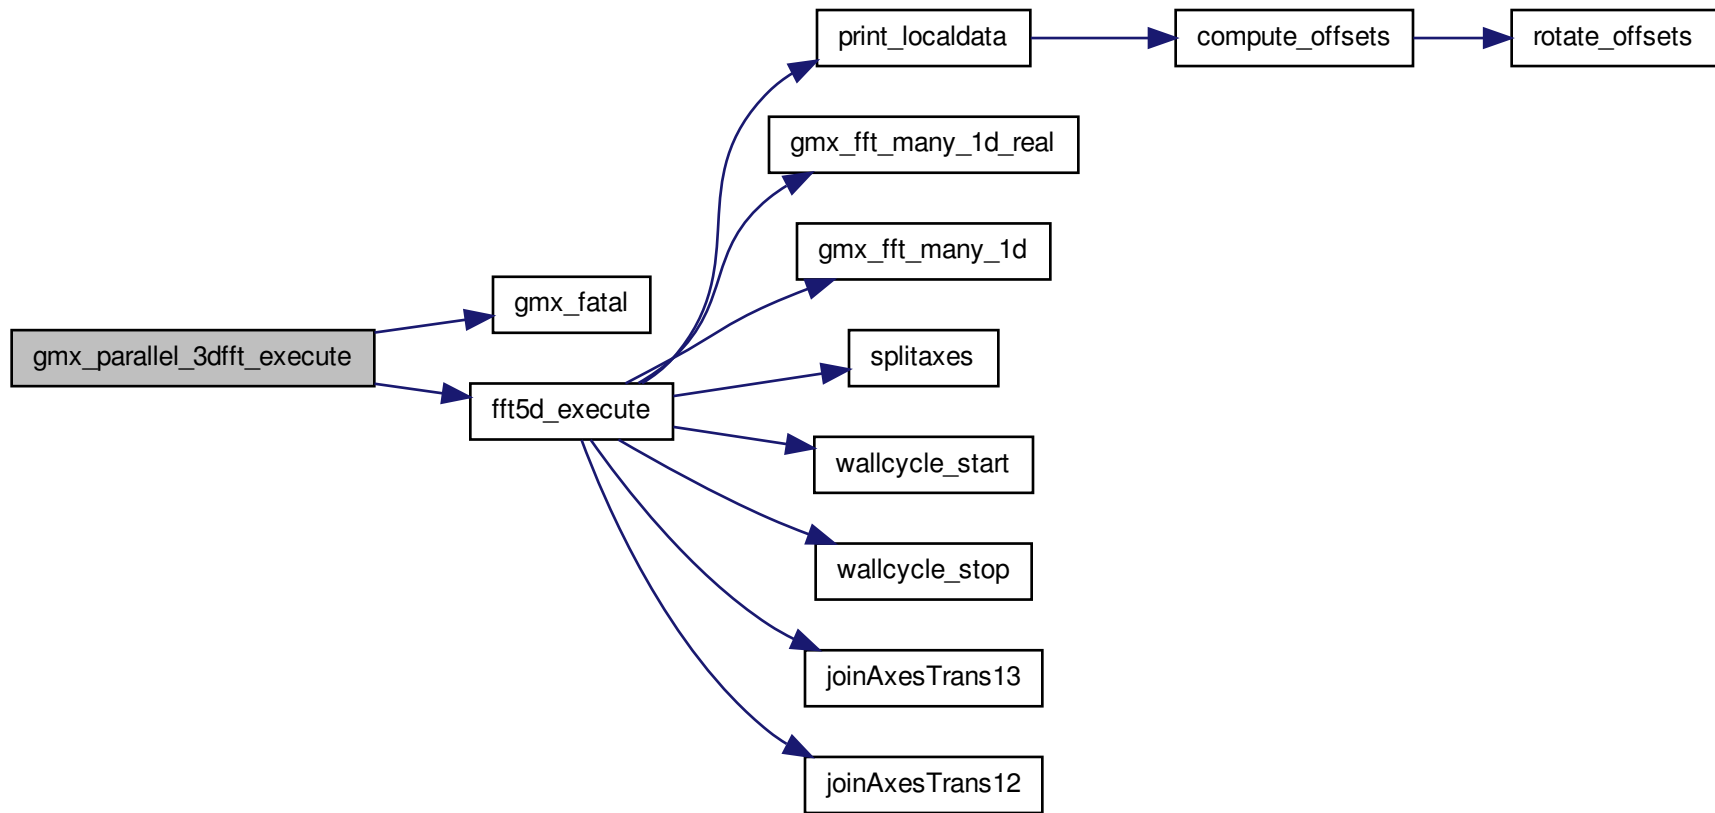 print_localdata
compute_offsets
rotate_offsets
gmx_fft_many_1d_real
gmx_fft_many_1d
gmx_fatal
gmx_parallel_3dfft_execute
splitaxes
fft5d_execute
wallcycle_start
wallcycle_stop
joinAxesTrans13
joinAxesTrans12